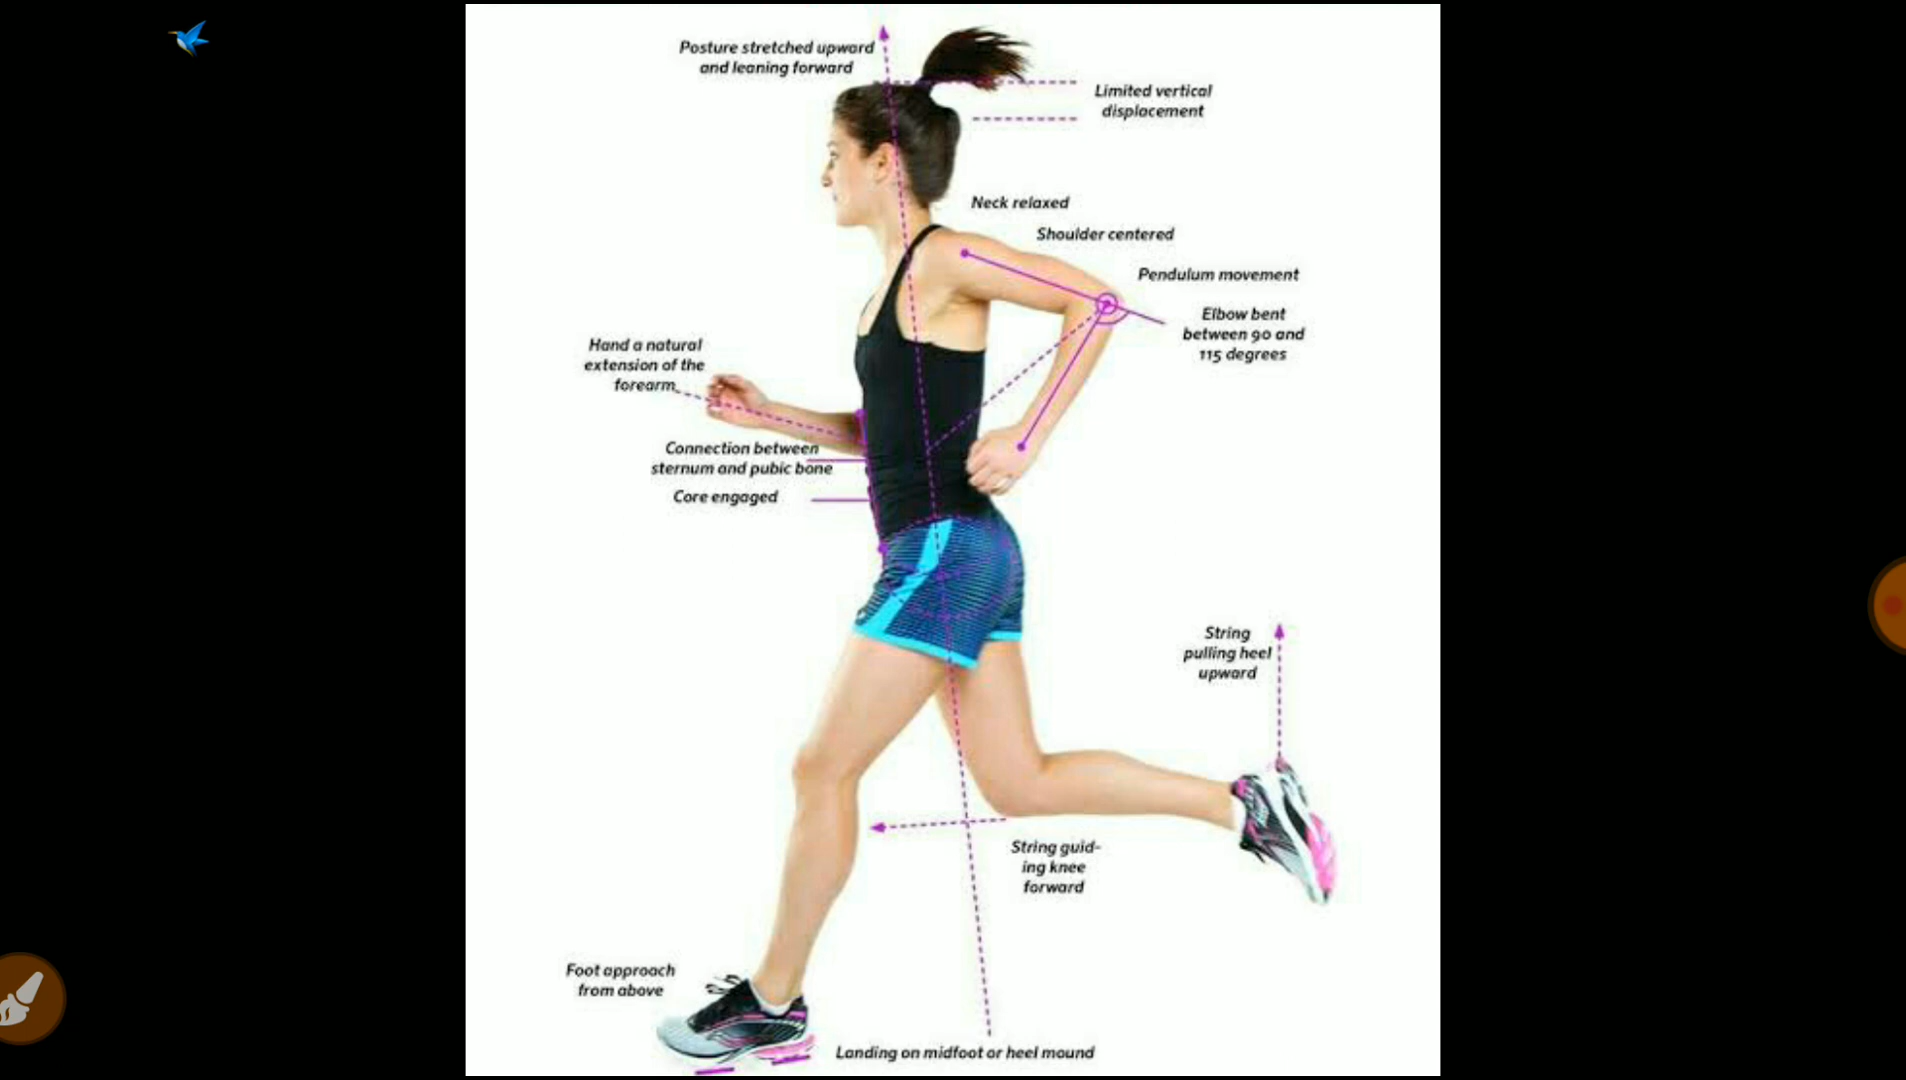 Posture stretched upward
and leaning forward
Limited vertical
displacement
Neck relaxed
Shoulder centered
Pendulum movement
Elbow bent
between 90 and
115 degrees
Hand a natural
extension of the
forearm
Connection between
sternum and pubic bone
Core engaged
String
pulling heel
upward
String guid-
ing knee
forward
Foot approach
from above
Landing on midfoot or heel mound